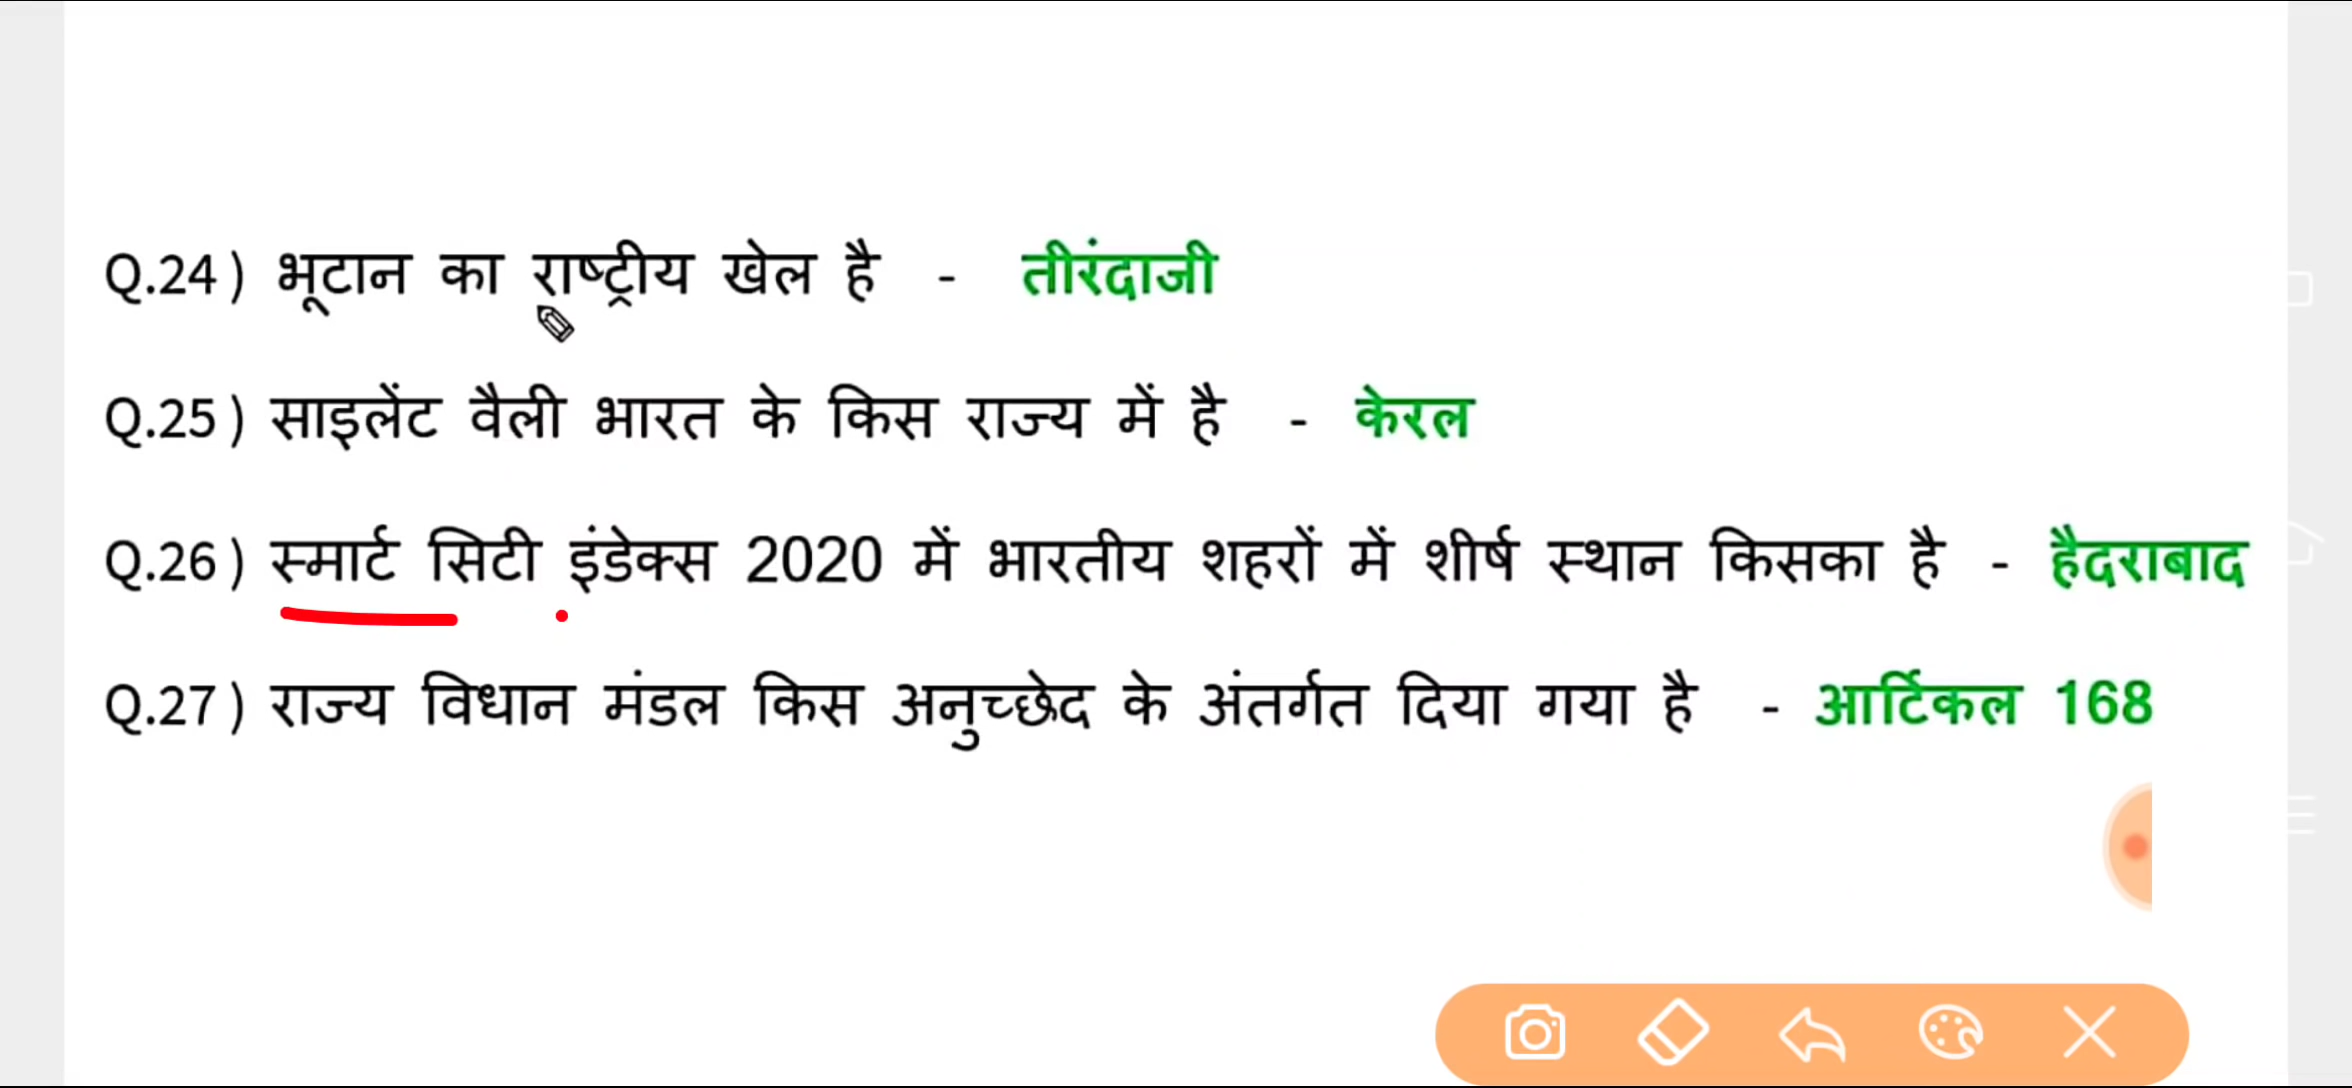 Q.24) भूटान का राष्ट्रीय खेल है - तीरंदाजी
Q.25) साइलेंट वैली भारत के किस राज्य में है - केरल
Q.26) स्मार्ट सिटी इंडेक्स 2020 में भारतीय शहरों में शीर्ष स्थान किसका है - हैदराबाद
Q.27) राज्य विधान मंडल किस अनुच्छेद के अंतर्गत दिया गया है - आर्टिकल 168